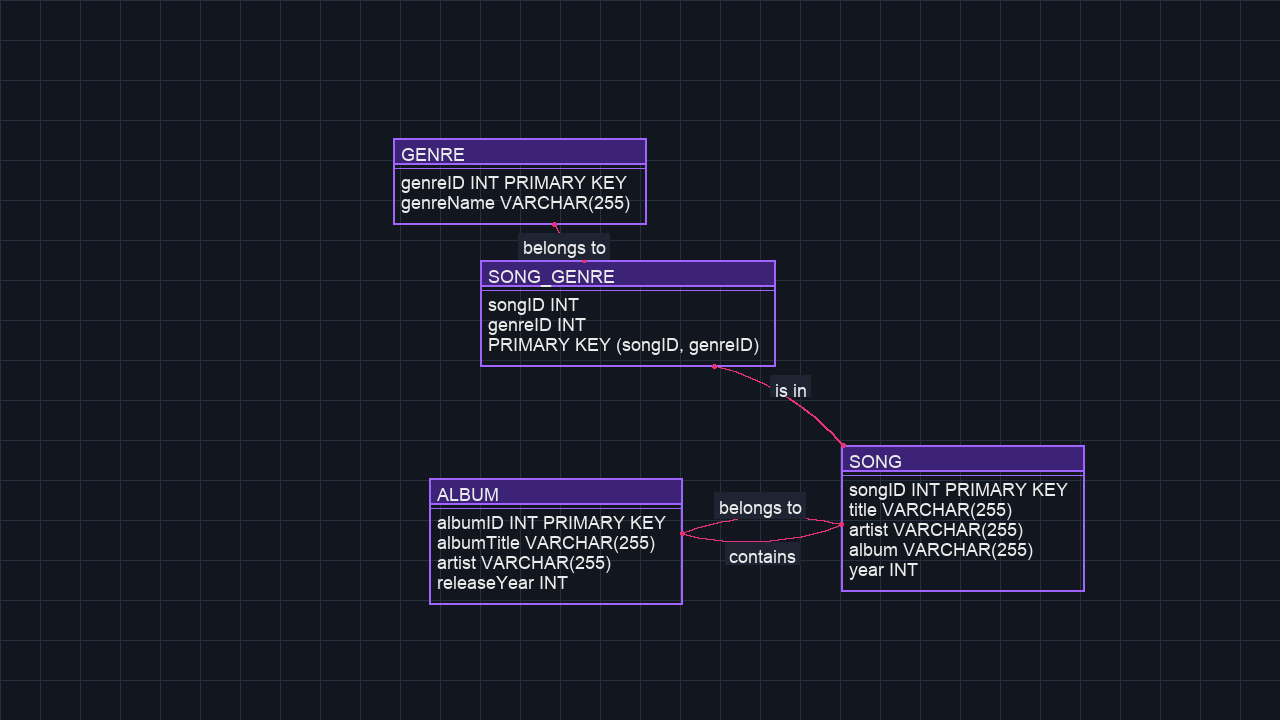 GENRE
genreID INT PRIMARY KEY
genreName VARCHAR(255)
belongs to
SONG_GENRE
songID INT
genreID INT
PRIMARY KEY (songID, genreID)
is in
SONG
songID INT PRIMARY KEY
title VARCHAR(255)
artist VARCHAR(255)
album VARCHAR(255)
year INT
ALBUM
albumID INT PRIMARY KEY
albumTitle VARCHAR(255)
artist VARCHAR(255)
releaseYear INT
belongs to
contains